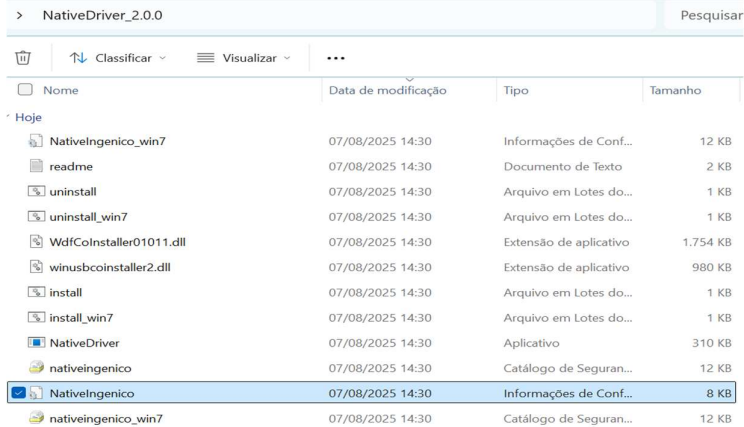 > NativeDriver_2.0.0 Pesquisar
Classificar Visualizar ...
Nome Data de modificação Tipo Tamanho
Hoje
NativeIngenico_win7 07/08/2025 14:30 Informações de Conf... 12 KB
readme 07/08/2025 14:30 Documento de Texto 2 KB
uninstall 07/08/2025 14:30 Arquivo em Lotes do... 1 KB
uninstall_win7 07/08/2025 14:30 Arquivo em Lotes do... 1 KB
WdfCoInstaller01011.dll 07/08/2025 14:30 Extensão de aplicativo 1.754 KB
winusbcoinstaller2.dll 07/08/2025 14:30 Extensão de aplicativo 980 KB
install 07/08/2025 14:30 Arquivo em Lotes do... 1 KB
install_win7 07/08/2025 14:30 Arquivo em Lotes do... 1 KB
NativeDriver 07/08/2025 14:30 Aplicativo 310 KB
nativeingenico 07/08/2025 14:30 Catálogo de Seguran... 12 KB
NativeIngenico 07/08/2025 14:30 Informações de Conf... 8 KB
nativeingenico_win7 07/08/2025 14:30 Catálogo de Seguran... 12 KB